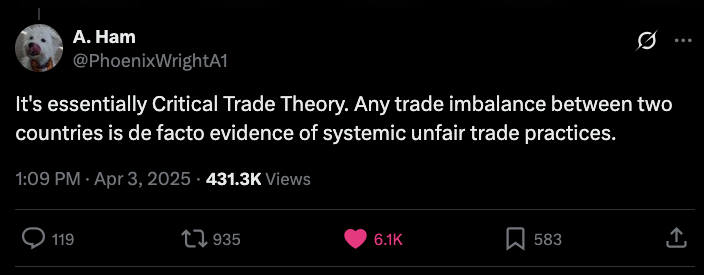 A. Ham
@PhoenixWrightA1
It's essentially Critical Trade Theory. Any trade imbalance between two
countries is de facto evidence of systemic unfair trade practices.
1:09 PM · Apr 3, 2025 · 431.3K Views
119 935 6.1K 583